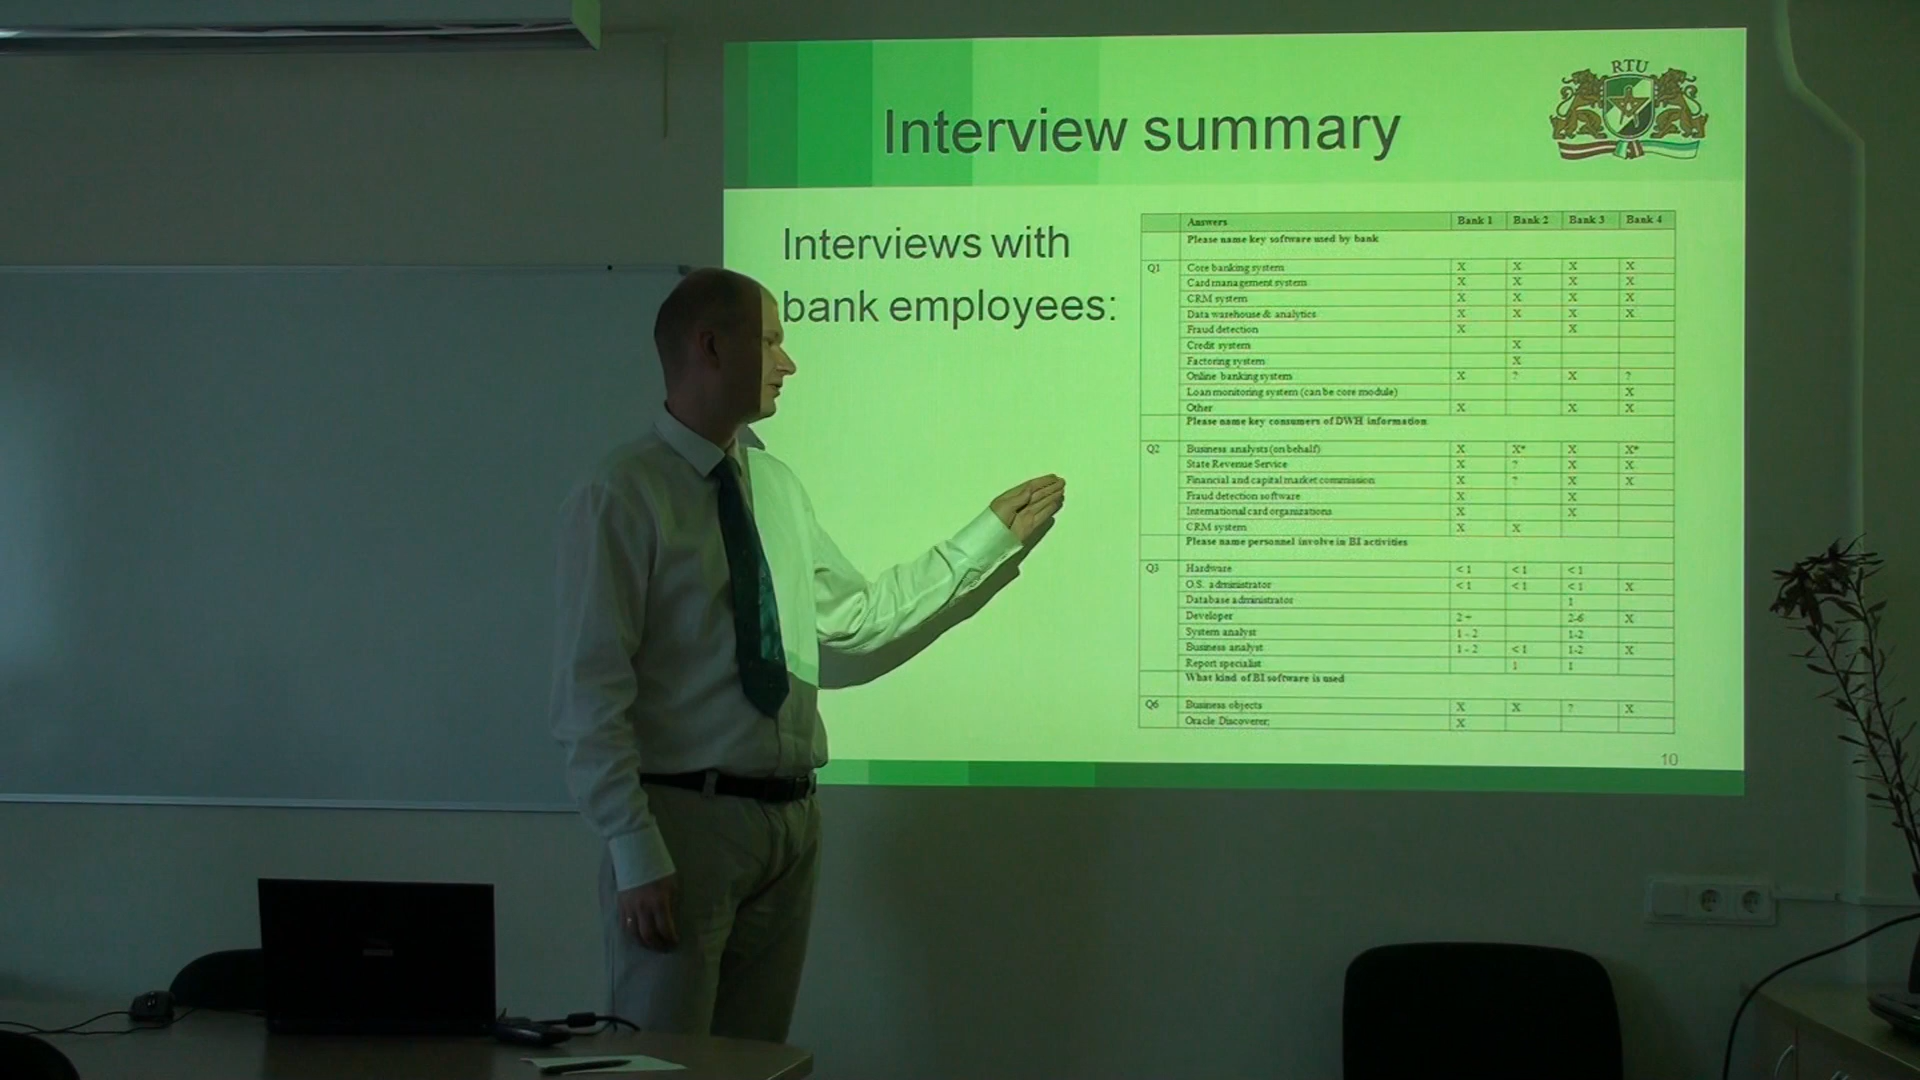 RTU
Interview summary
Interviews with
bank employees:
Answers Bank 1 Bank 2 Bank 3 Bank 4
Please name key software used by bank
Q1 Core banking system X X X X
Card management system X X X X
CRM system X X X X
Data warehouse & analytics X X X X
Fraud detection X X
Credit system X
Factoring system X
Online banking system X ? X ?
Loan monitoring system (can be core module) X
Other X X X
Please name key consumers of DWH information
Q2 Business analysts (on behalf) X X* X X*
State Revenue Service X ? X X
Financial and capital market commission X ? X X
Fraud detection software X X
International card organizations X X
CRM system X X
Please name personnel involve in BI activities
Q3 Hardware <1 <1 <1
O.S. administrator <1 <1 <1 X
Database administrator 1
Developer 2+ 2-6 X
System analyst 1-2 1-2
Business analyst 1-2 <1 1-2 X
Report specialist 1 1
What kind of BI software is used
Q6 Business objects X X ? X
Oracle Discoverer. X
10